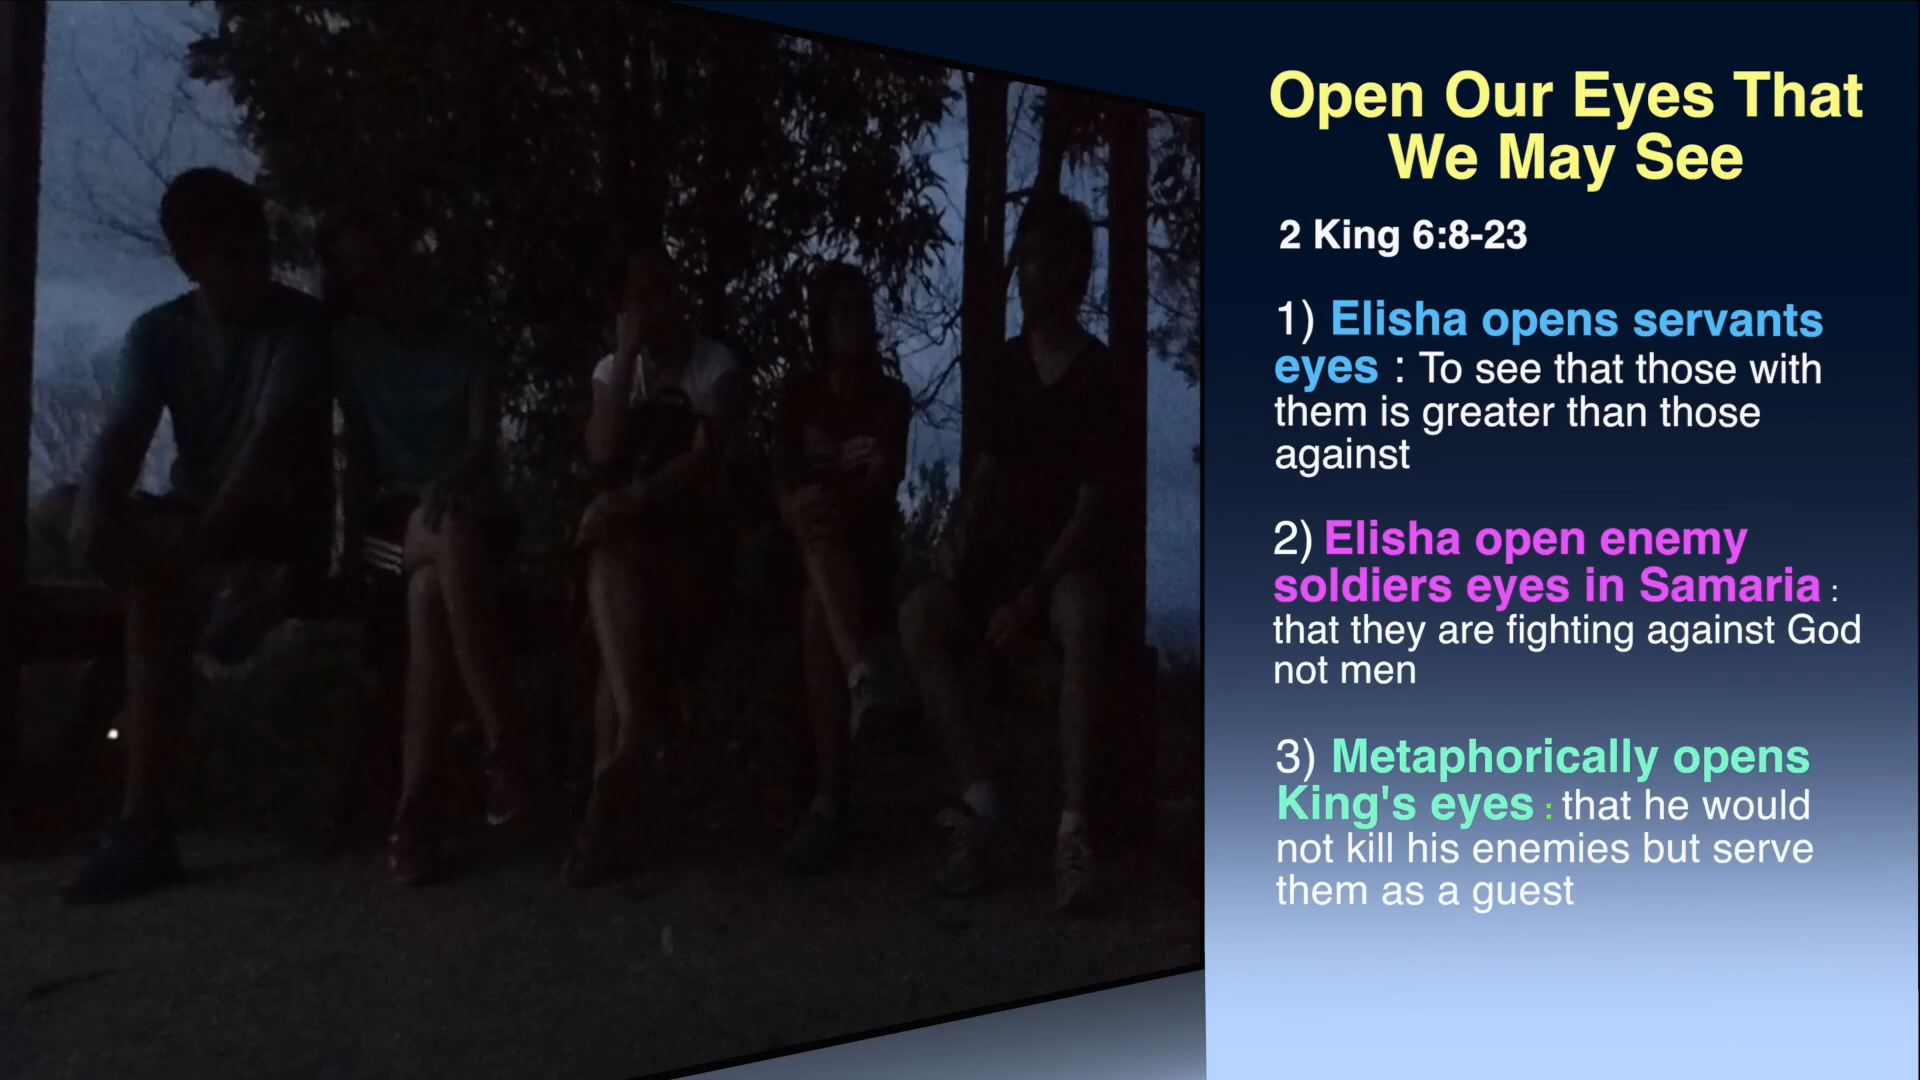 Open Our Eyes That
We May See
2 King 6:8-23
1) Elisha opens servants
eyes : To see that those with
them is greater than those
against
2) Elisha open enemy
soldiers eyes in Samaria :
that they are fighting against God
not men
3) Metaphorically opens
King's eyes : that he would
not kill his enemies but serve
them as a guest